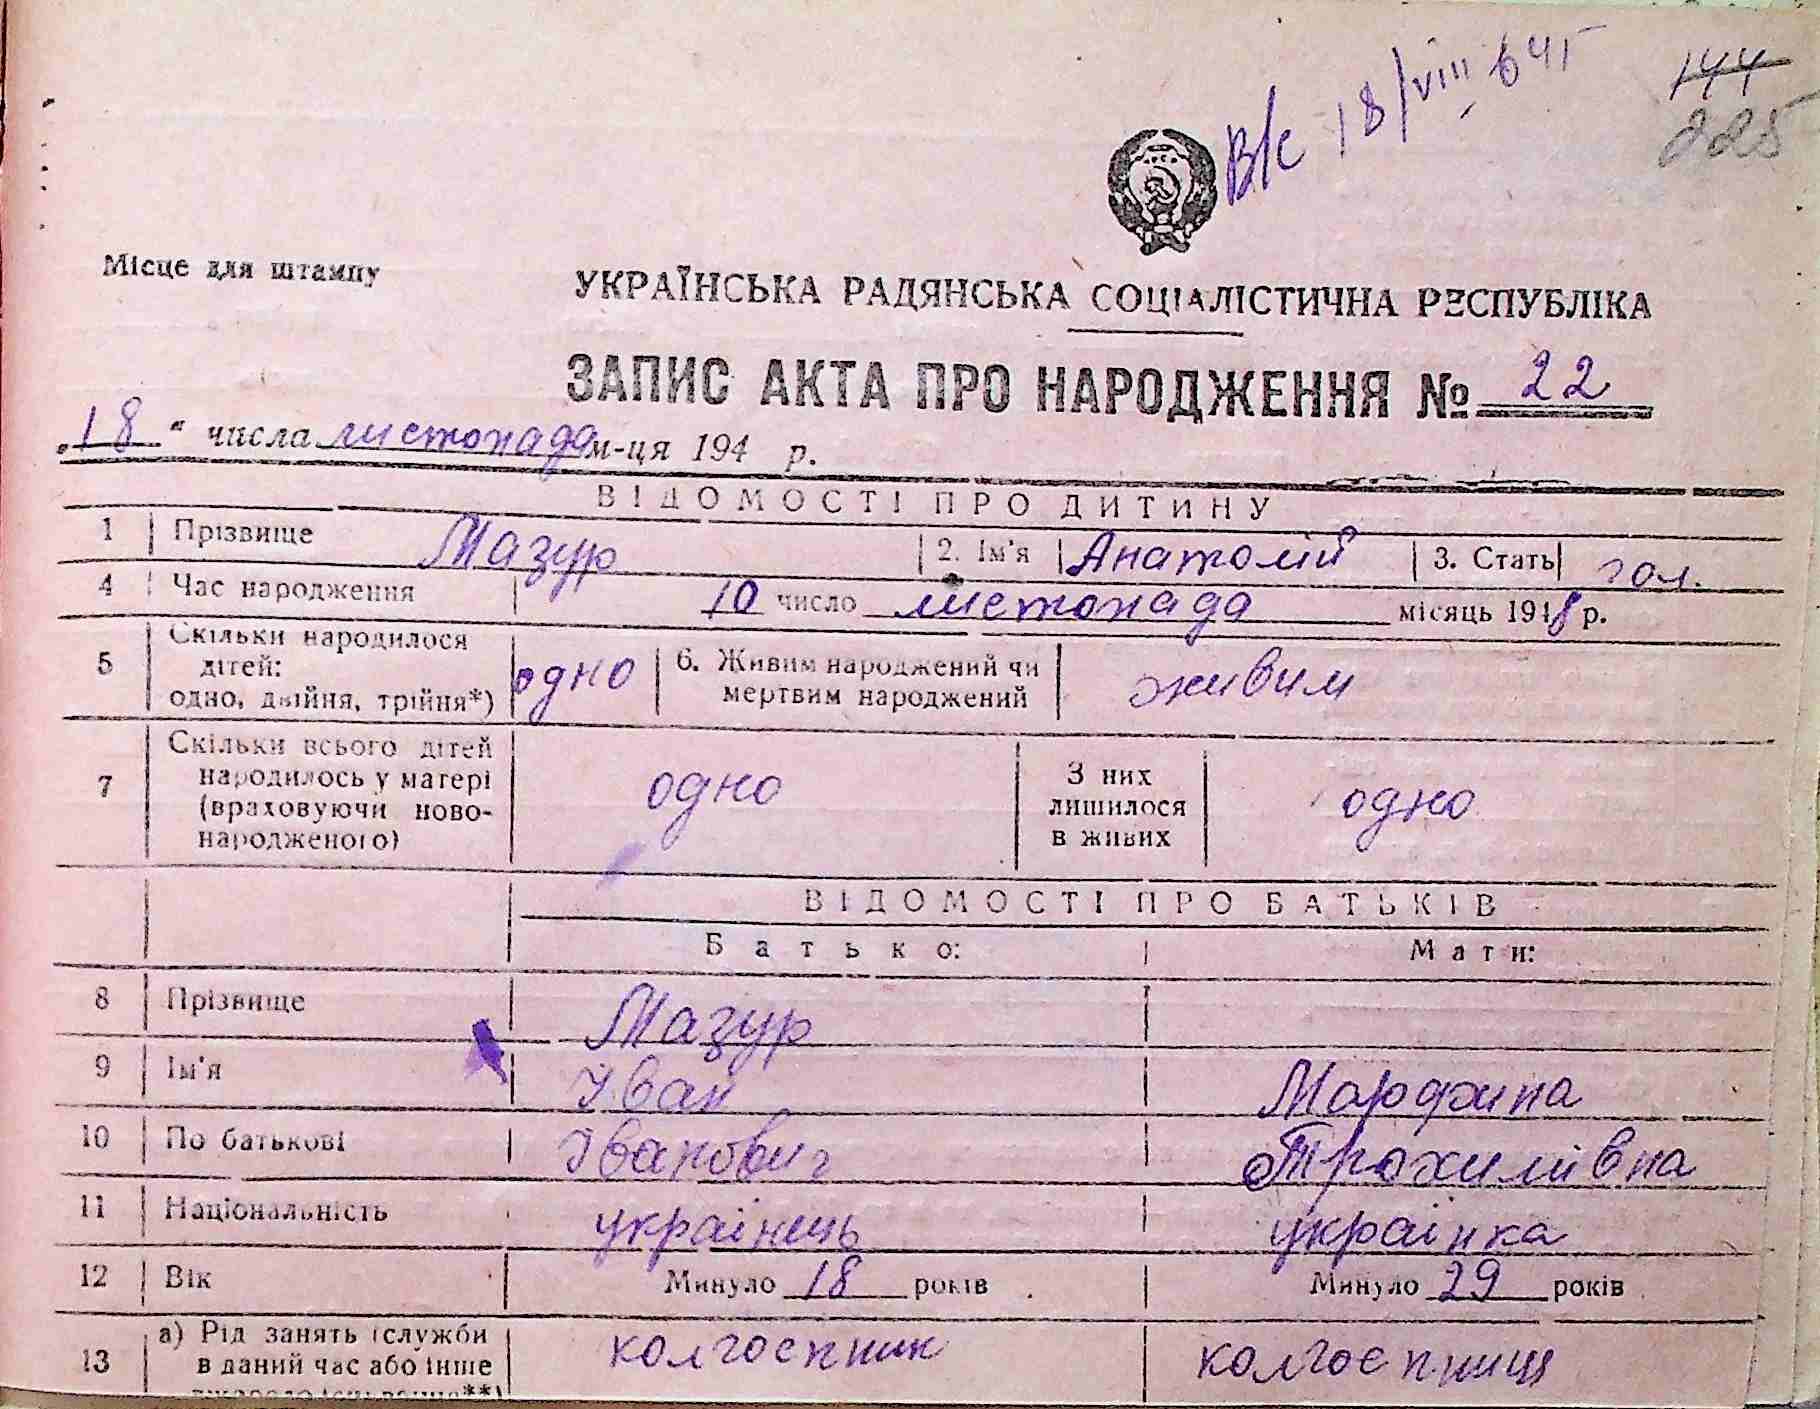 В/с 18/VIII 64 г
144
225
Місце для штампу
УКРАЇНСЬКА РАДЯНСЬКА СОЦІАЛІСТИЧНА РЕСПУБЛІКА
ЗАПИС АКТА ПРО НАРОДЖЕННЯ № 22
„18“ числа листопада м-ця 194 р.
ВІДОМОСТІ ПРО ДИТИНУ
1 Прізвище Мазур 2. Ім'я Анатолій 3. Стать чол.
4 Час народження 10 число листопада місяць 1948 р.
5 Скільки народилося дітей: одно, двійня, трійня*) одно 6. Живим народжений чи мертвим народжений живим
7 Скільки всього дітей народилось у матері (враховуючи новонародженого) одно З них лишилося в живих одно
ВІДОМОСТІ ПРО БАТЬКІВ
Батько: Мати:
8 Прізвище Мазур
9 Ім'я Іван
10 По батькові Іванович Трохимівна
11 Національність українець українка
12 Вік Минуло 18 років Минуло 29 років
13 а) Рід занять (служби в даний час або інше колгоспник колгоспниця